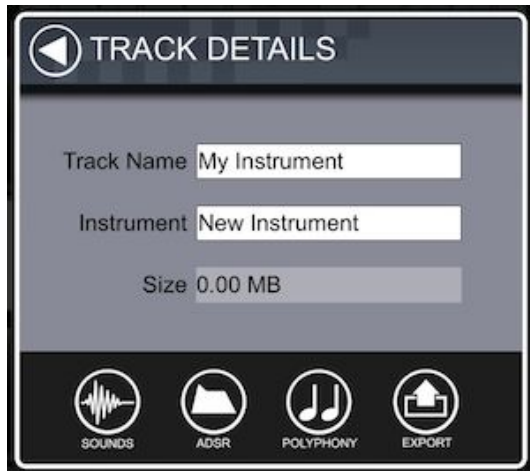 TRACK DETAILS
Track Name My Instrument
Instrument New Instrument
Size 0.00 MB
SOUNDS ADSR POLYPHONY EXPORT